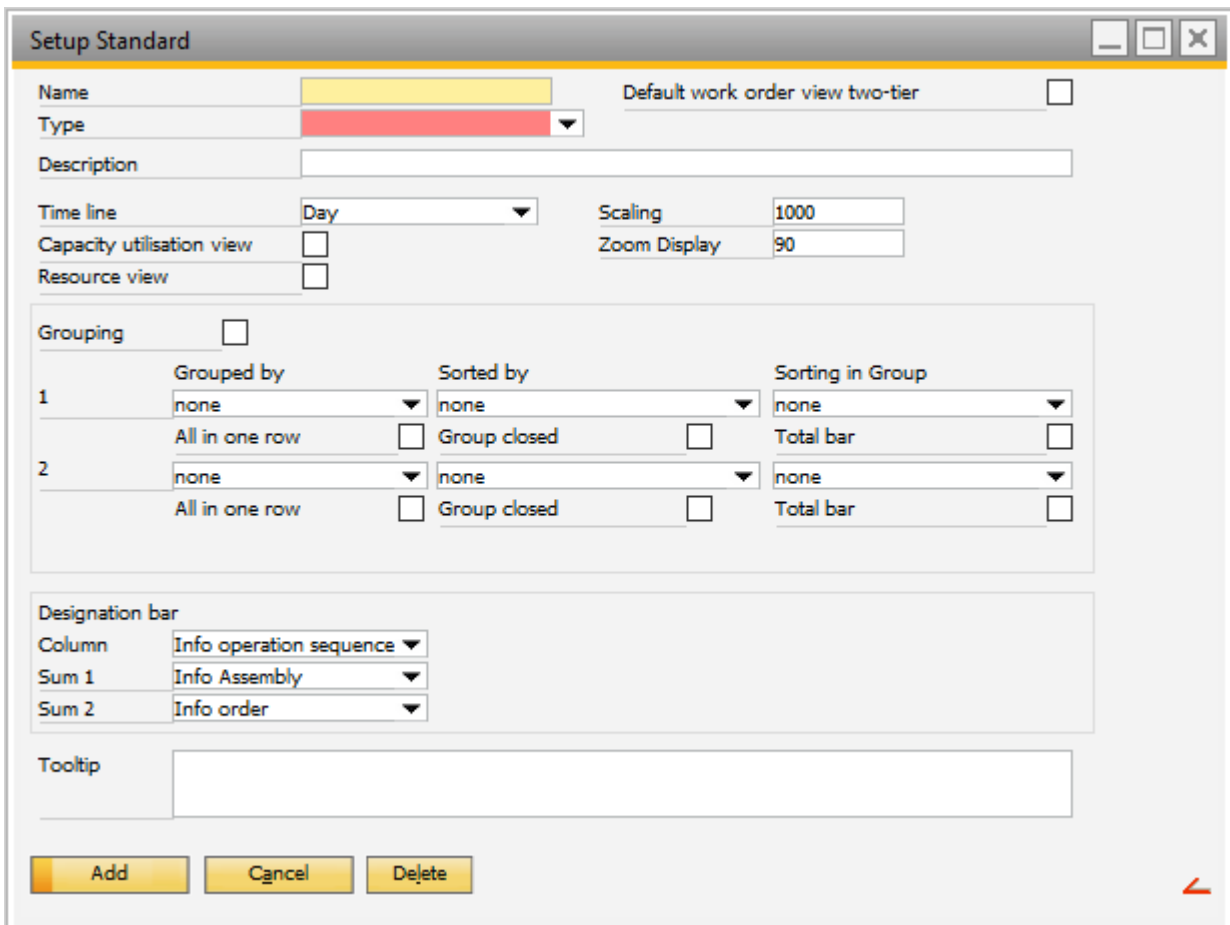 Setup Standard
Name Default work order view two-tier
Type
Description
Time line Day Scaling 1000
Capacity utilisation view Zoom Display 90
Resource view
Grouping
Grouped by Sorted by Sorting in Group
1 none none none
All in one row Group closed Total bar
2 none none none
All in one row Group closed Total bar
Designation bar
Column Info operation sequence
Sum 1 Info Assembly
Sum 2 Info order
Tooltip
Add Cancel Delete